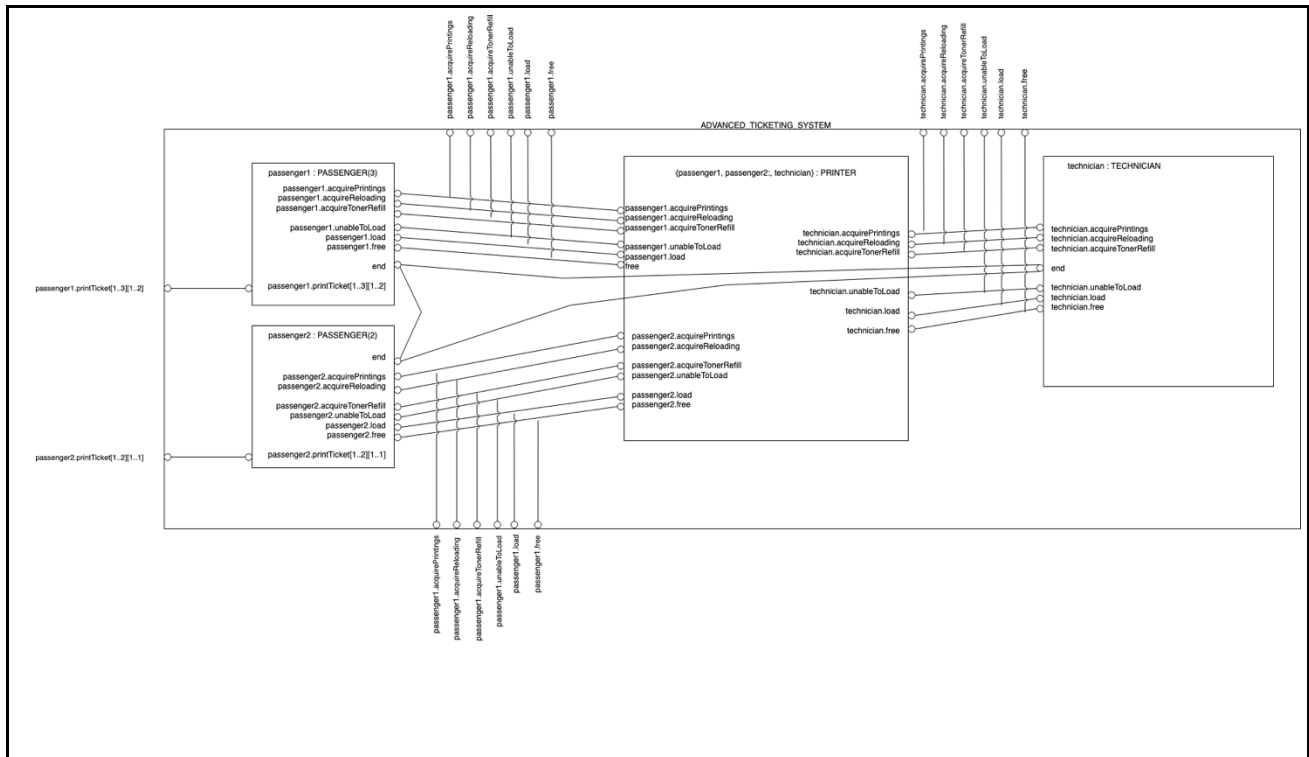 passenger1.acquirePrintings
passenger1.acquireReloading
passenger1.acquireTonerRefill
passenger1.unableToLoad
passenger1.load
passenger1.free
technician.acquirePrintings
technician.acquireReloading
technician.acquireTonerRefill
technician.unableToLoad
technician.load
technician.free
ADVANCED_TICKETING_SYSTEM
passenger1 : PASSENGER(3)
passenger1.acquirePrintings
passenger1.acquireReloading
passenger1.acquireTonerRefill
passenger1.unableToLoad
passenger1.load
passenger1.free
end
passenger1.printTicket[1..3][1..2]
passenger1.printTicket[1..3][1..2]
passenger2 : PASSENGER(2)
end
passenger2.acquirePrintings
passenger2.acquireReloading
passenger2.acquireTonerRefill
passenger2.unableToLoad
passenger2.load
passenger2.free
passenger2.printTicket[1..2][1..1]
passenger2.printTicket[1..2][1..1]
{passenger1, passenger2:, technician} : PRINTER
passenger1.acquirePrintings
passenger1.acquireReloading
passenger1.acquireTonerRefill
passenger1.unableToLoad
passenger1.load
free
technician.acquirePrintings
technician.acquireReloading
technician.acquireTonerRefill
technician.unableToLoad
technician.load
technician.free
passenger2.acquirePrintings
passenger2.acquireReloading
passenger2.acquireTonerRefill
passenger2.unableToLoad
passenger2.load
passenger2.free
technician : TECHNICIAN
technician.acquirePrintings
technician.acquireReloading
technician.acquireTonerRefill
end
technician.unableToLoad
technician.load
technician.free
passenger1.acquirePrintings
passenger1.acquireReloading
passenger1.acquireTonerRefill
passenger1.unableToLoad
passenger1.load
passenger1.free